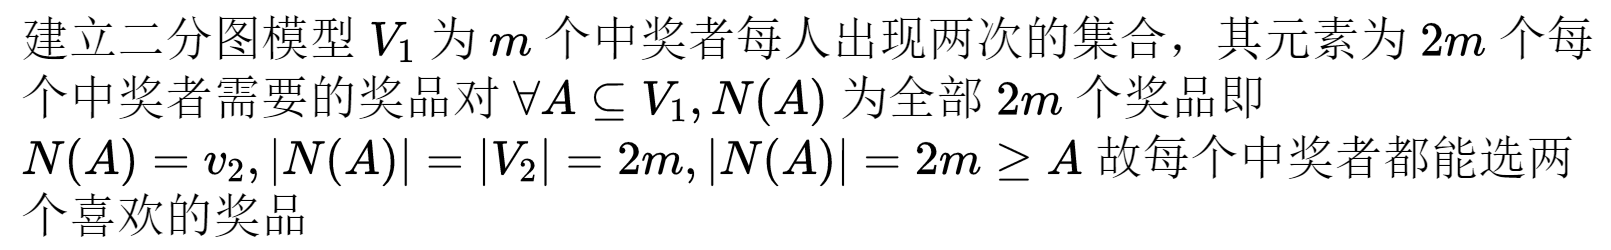 建立二分图模型 V₁ 为 m 个中奖者每人出现两次的集合，其元素为 2m 个每
个中奖者需要的奖品对 ∀A ⊆ V₁, N(A) 为全部 2m 个奖品即
N(A) = v₂, |N(A)| = |V₂| = 2m, |N(A)| = 2m ≥ A 故每个中奖者都能选两
个喜欢的奖品